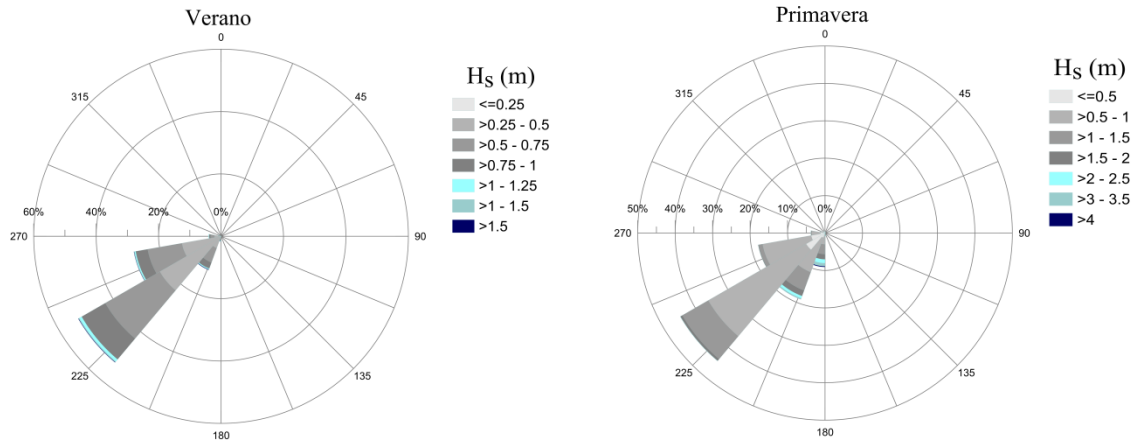 Verano
0
315
45
60%
40%
20%
0%
270
90
225
135
180
Hs (m)
<=0.25
>0.25 - 0.5
>0.5 - 0.75
>0.75 - 1
>1 - 1.25
>1 - 1.5
>1.5
Primavera
0
315
45
50%
40%
30%
20%
10%
0%
270
90
225
135
180
Hs (m)
<=0.5
>0.5 - 1
>1 - 1.5
>1.5 - 2
>2 - 2.5
>3 - 3.5
>4